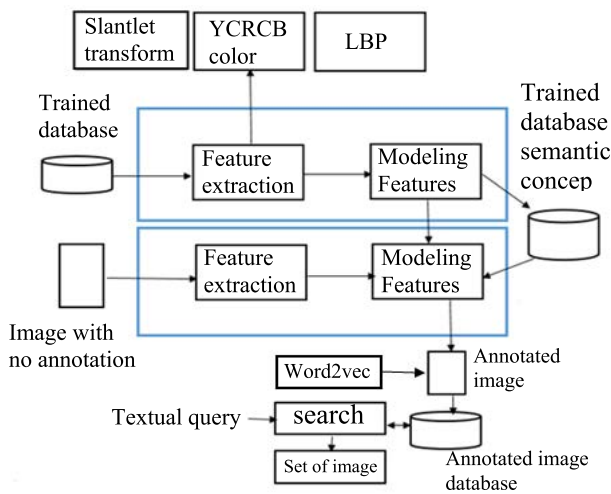 Slantlet
transform
YCRCB
color
LBP
Trained
database
Feature
extraction
Modeling
Features
Trained
database
semantic
concep
Feature
extraction
Modeling
Features
Image with
no annotation
Word2vec
Annotated
image
Textual query
search
Set of image
Annotated image
database